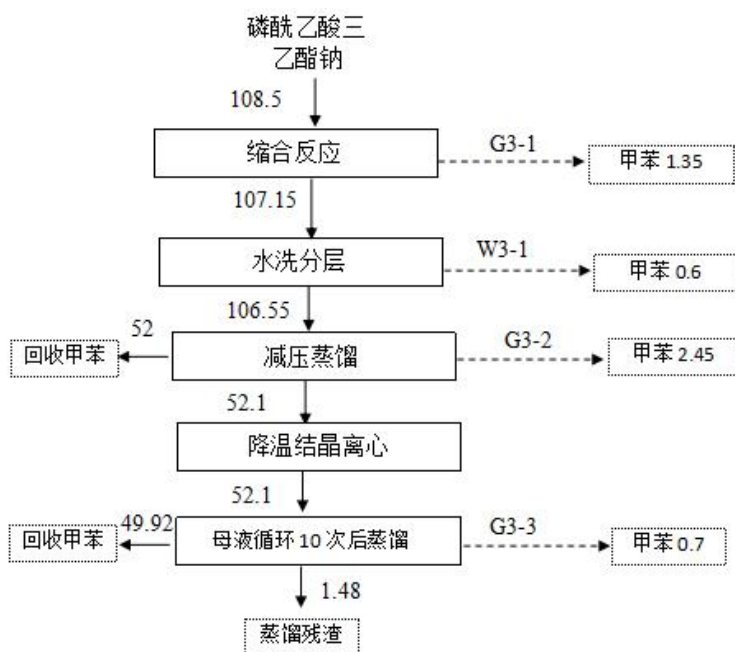 磷酰乙酸三
乙酯钠
108.5
缩合反应
G3-1
甲苯 1.35
107.15
水洗分层
W3-1
甲苯 0.6
106.55
52
回收甲苯
减压蒸馏
G3-2
甲苯 2.45
52.1
降温结晶离心
52.1
49.92
回收甲苯
母液循环 10 次后蒸馏
G3-3
甲苯 0.7
1.48
蒸馏残渣